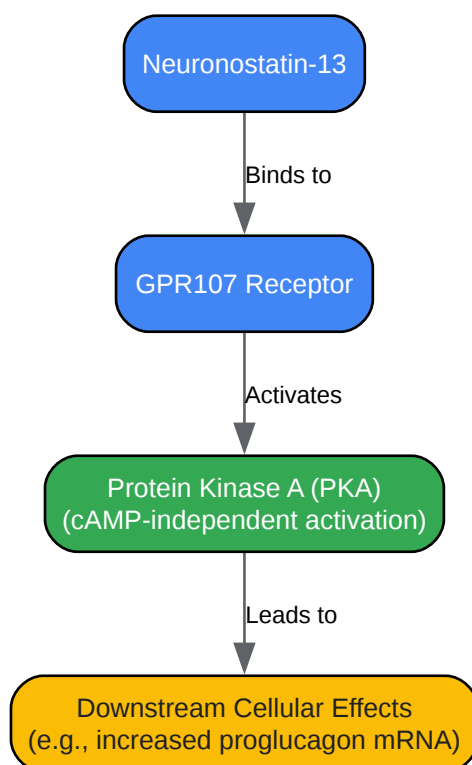 Neuronostatin-13
Binds to
GPR107 Receptor
Activates
Protein Kinase A (PKA)
(cAMP-independent activation)
Leads to
Downstream Cellular Effects
(e.g., increased proglucagon mRNA)